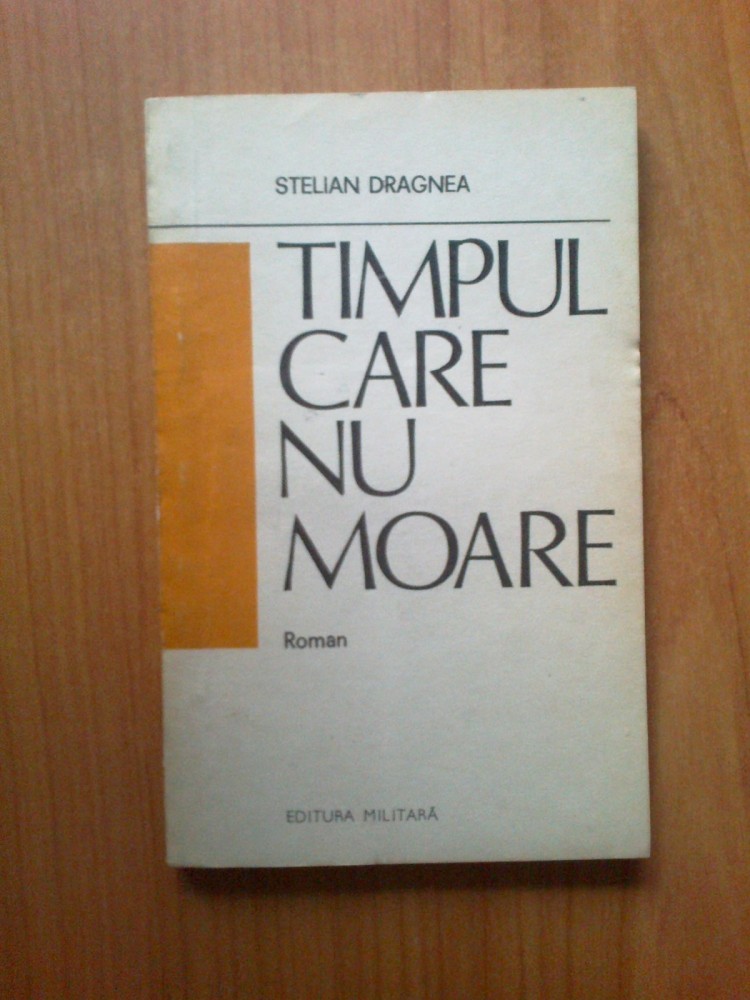 STELIAN DRAGNEA
TIMPUL
CARE
NU
MOARE
Roman
EDITURA MILITARĂ